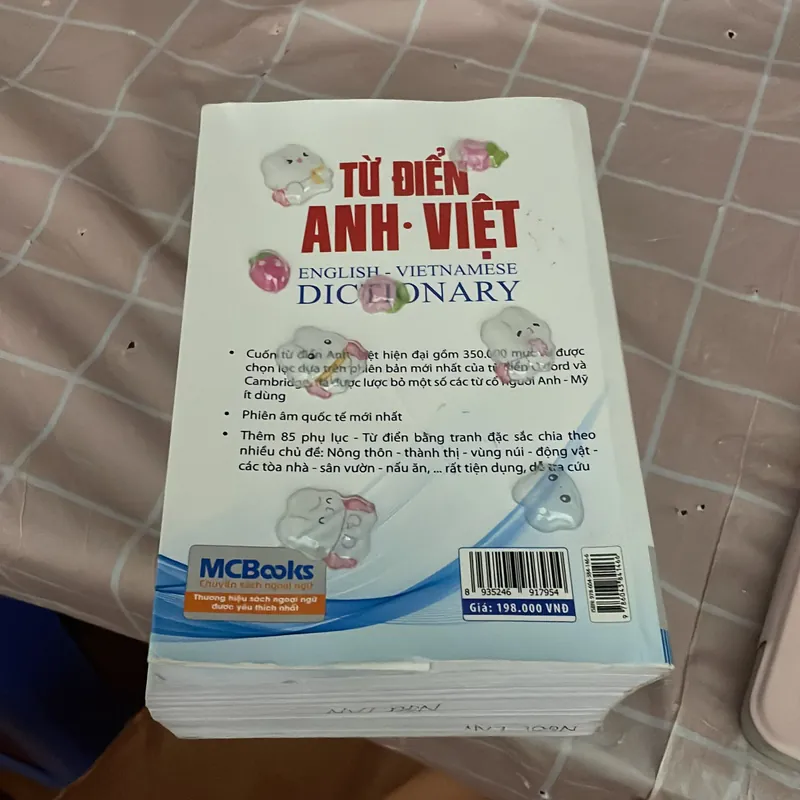 TỪ ĐIỂN
ANH · VIỆT
ENGLISH - VIETNAMESE
DICTIONARY
• Cuốn từ điển Anh - Việt hiện đại gồm 350.000 mục từ được
chọn lọc dựa trên phiên bản mới nhất của từ điển Oxford và
Cambridge, đã được lược bỏ một số các từ cổ người Anh - Mỹ
ít dùng
• Phiên âm quốc tế mới nhất
• Thêm 85 phụ lục - Từ điển bằng tranh đặc sắc chia theo
nhiều chủ đề: Nông thôn - thành thị - vùng núi - động vật -
các tòa nhà - sân vườn - nấu ăn, ... rất tiện dụng, dễ tra cứu
MCBooks
Chuyên sách ngoại ngữ
Thương hiệu sách ngoại ngữ
được yêu thích nhất
8 935246 917954
Giá: 198.000 VNĐ